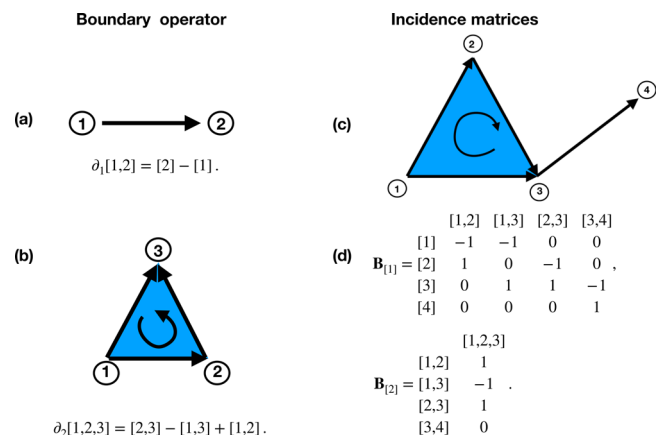 Boundary operator
(a)
1 2
∂₁[1,2] = [2] − [1] .
(b)
3
1 2
∂₂[1,2,3] = [2,3] − [1,3] + [1,2] .
Incidence matrices
2
4
(c)
1 3
[1,2] [1,3] [2,3] [3,4]
(d)
[1] −1 −1 0 0
B[1] = [2] 1 0 −1 0 ,
[3] 0 1 1 −1
[4] 0 0 0 1
[1,2,3]
[1,2] 1
B[2] = [1,3] −1 .
[2,3] 1
[3,4] 0